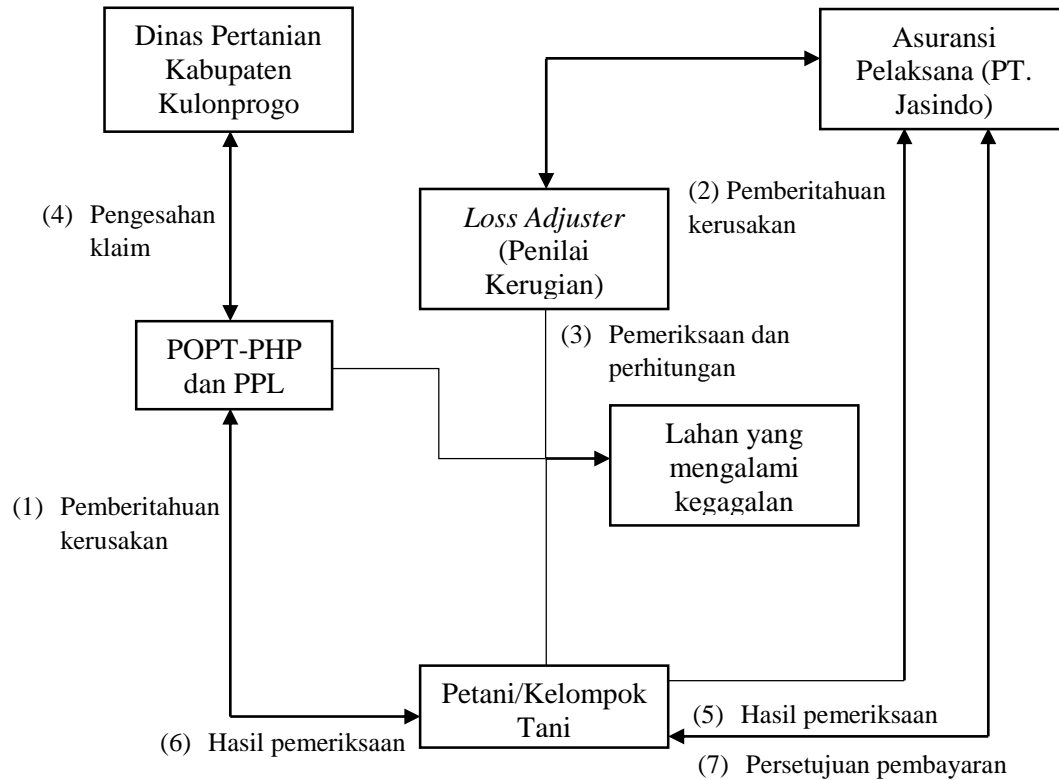 Dinas Pertanian
Kabupaten
Kulonprogo
Asuransi
Pelaksana (PT.
Jasindo)
(4) Pengesahan
klaim
Loss Adjuster
(Penilai
Kerugian)
(2) Pemberitahuan
kerusakan
POPT-PHP
dan PPL
(3) Pemeriksaan dan
perhitungan
Lahan yang
mengalami
kegagalan
(1) Pemberitahuan
kerusakan
Petani/Kelompok
Tani
(6) Hasil pemeriksaan
(5) Hasil pemeriksaan
(7) Persetujuan pembayaran